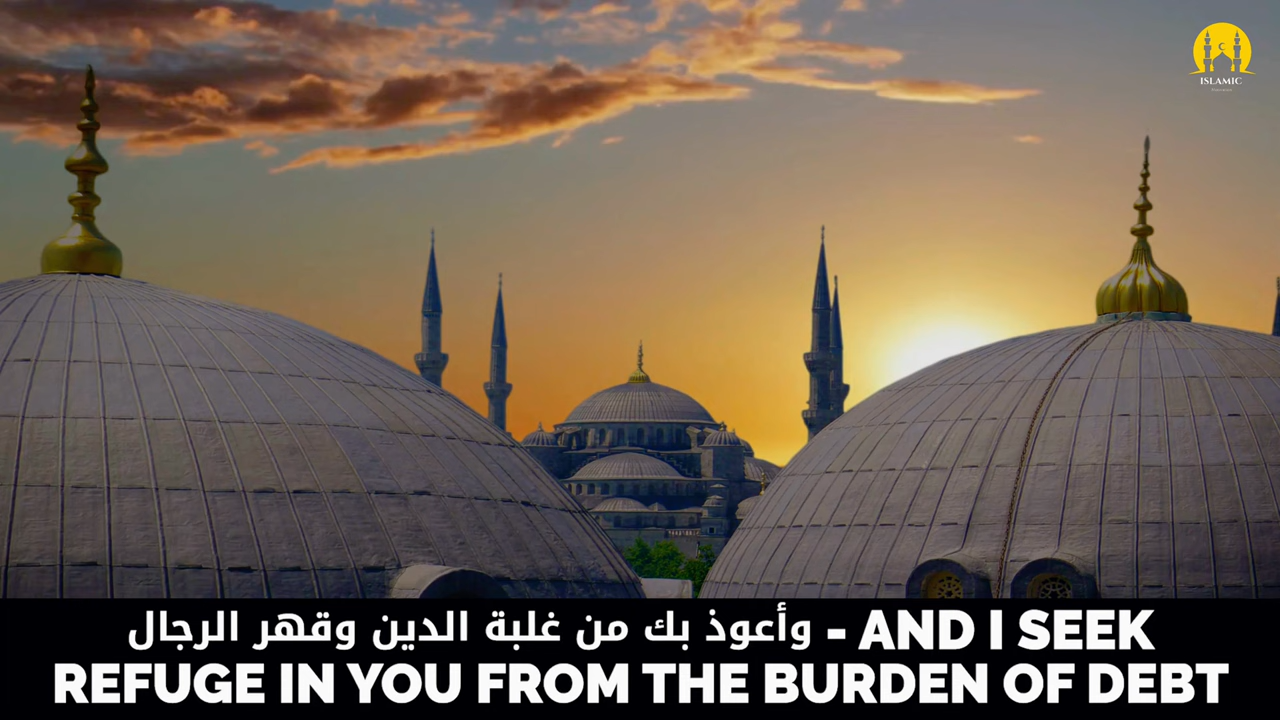 ISLAMIC
وأعوذ بك من غلبة الدين وقهر الرجال - AND I SEEK
REFUGE IN YOU FROM THE BURDEN OF DEBT